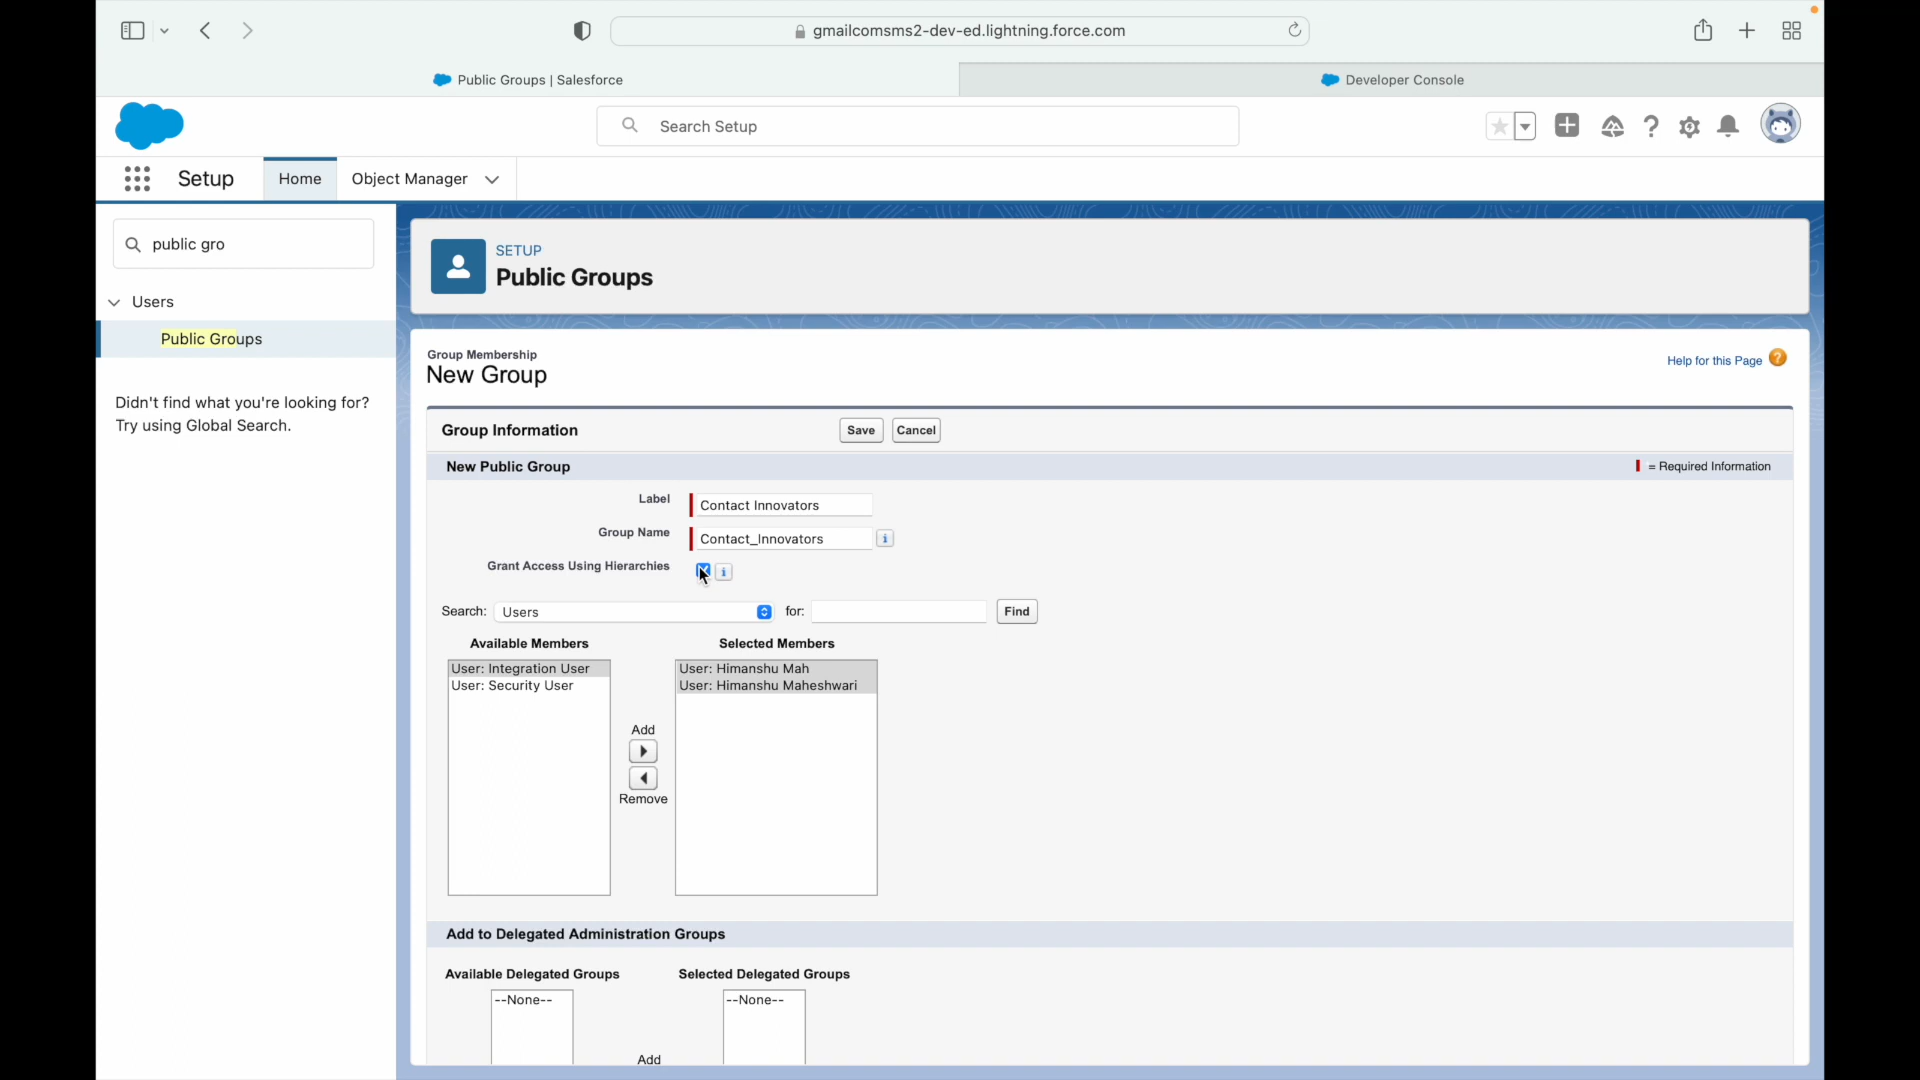 gmailcomsms2-dev-ed.lightning.force.com
Public Groups | Salesforce
Developer Console
Search Setup
Setup
Home
Object Manager
public gro
Users
Public Groups
Didn't find what you're looking for?
Try using Global Search.
SETUP
Public Groups
Group Membership
New Group
Help for this Page
Group Information
Save
Cancel
New Public Group
= Required Information
Label
Contact Innovators
Group Name
Contact_Innovators
Grant Access Using Hierarchies
Search:
Users
for:
Find
Available Members
Selected Members
User: Integration User
User: Security User
User: Himanshu Mah
User: Himanshu Maheshwari
Add
Remove
Add to Delegated Administration Groups
Available Delegated Groups
Selected Delegated Groups
--None--
--None--
Add